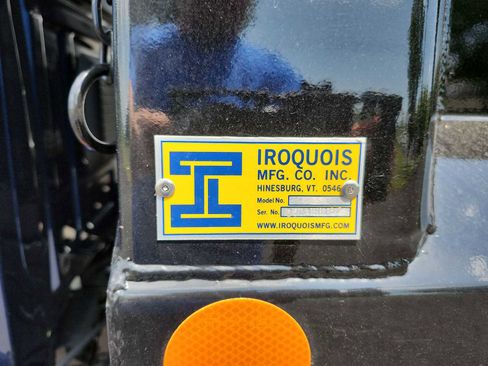 IROQUOIS
MFG. CO. INC.
HINESBURG, VT.
Model No.
Ser. No.
WWW.IROQUOISMFG.COM